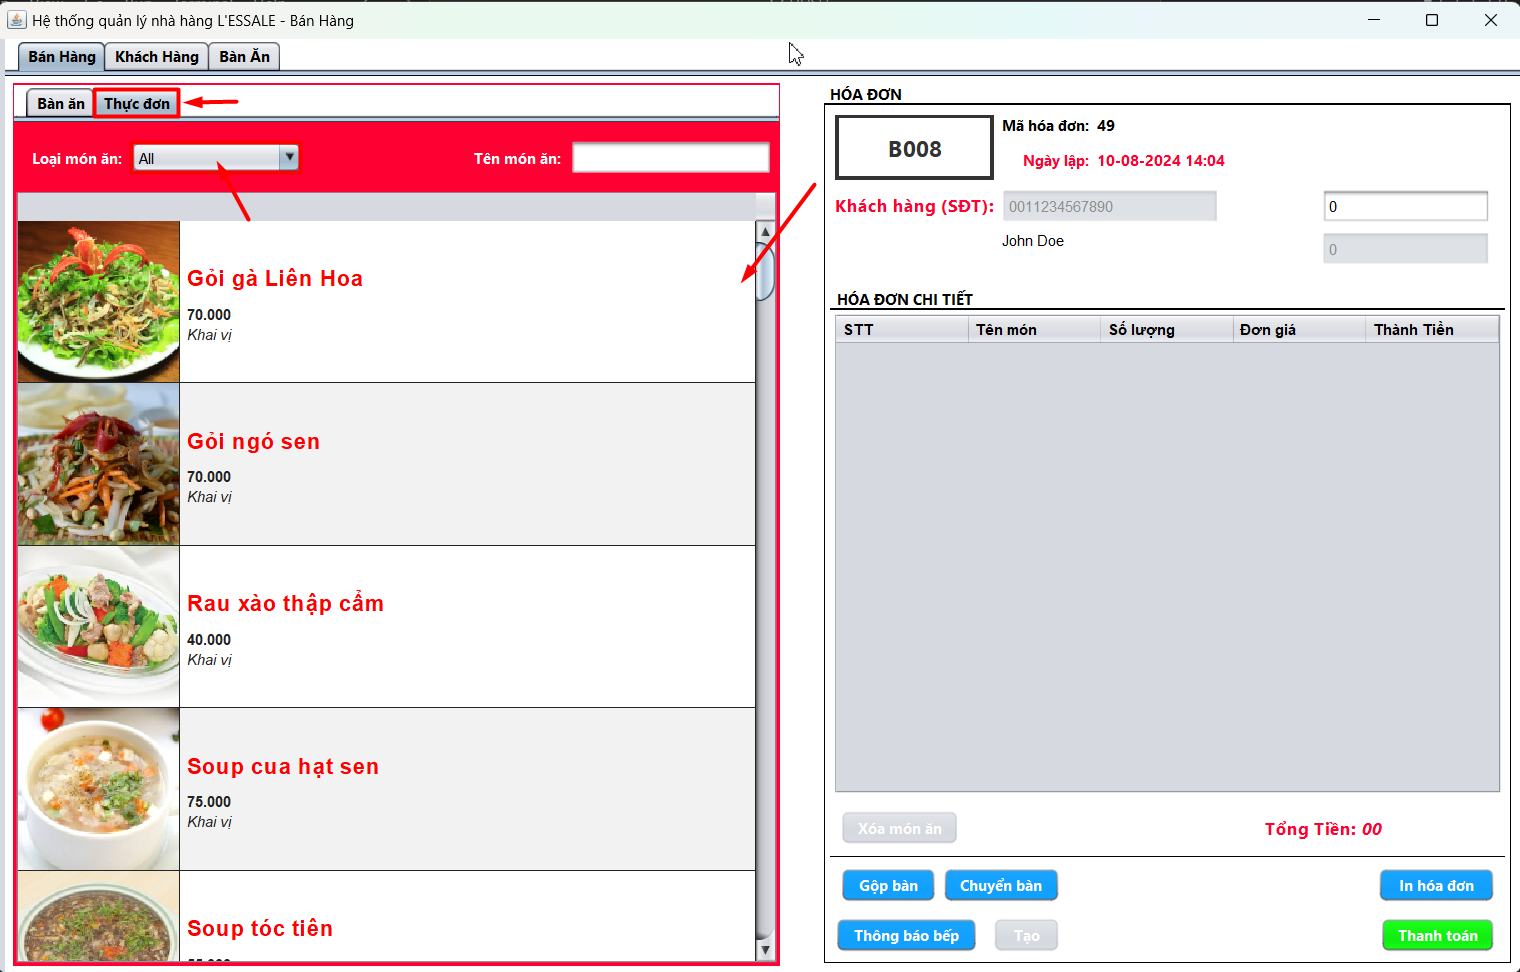 Hệ thống quản lý nhà hàng L'ESSALE - Bán Hàng
Bán Hàng
Khách Hàng
Bàn Ăn
Bàn ăn
Thực đơn
Loại món ăn:
All
Tên món ăn:
Gỏi gà Liên Hoa
70.000
Khai vị
Gỏi ngó sen
70.000
Khai vị
Rau xào thập cẩm
40.000
Khai vị
Soup cua hạt sen
75.000
Khai vị
Soup tóc tiên
HÓA ĐƠN
B008
Mã hóa đơn: 49
Ngày lập: 10-08-2024 14:04
Khách hàng (SĐT):
0011234567890
0
John Doe
0
HÓA ĐƠN CHI TIẾT
STT
Tên món
Số lượng
Đơn giá
Thành Tiền
Xóa món ăn
Tổng Tiền: 00
Gộp bàn
Chuyển bàn
In hóa đơn
Thông báo bếp
Tạo
Thanh toán